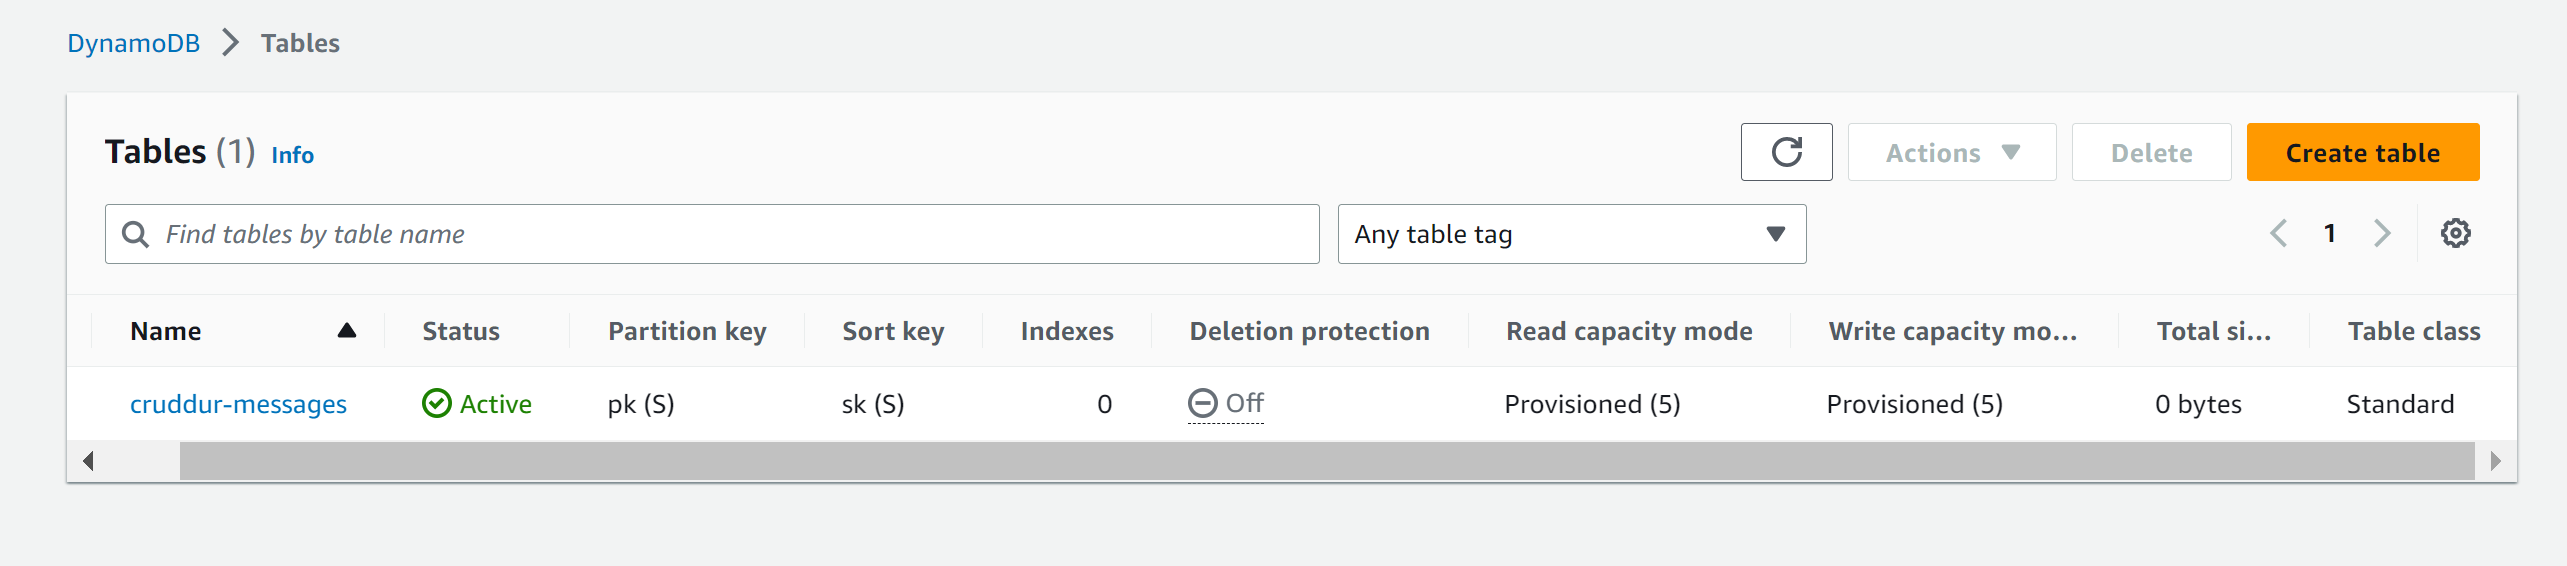 DynamoDB > Tables
Tables (1) Info
Actions Delete Create table
Find tables by table name Any table tag 1
Name Status Partition key Sort key Indexes Deletion protection Read capacity mode Write capacity mo... Total si... Table class
cruddur-messages Active pk (S) sk (S) 0 Off Provisioned (5) Provisioned (5) 0 bytes Standard